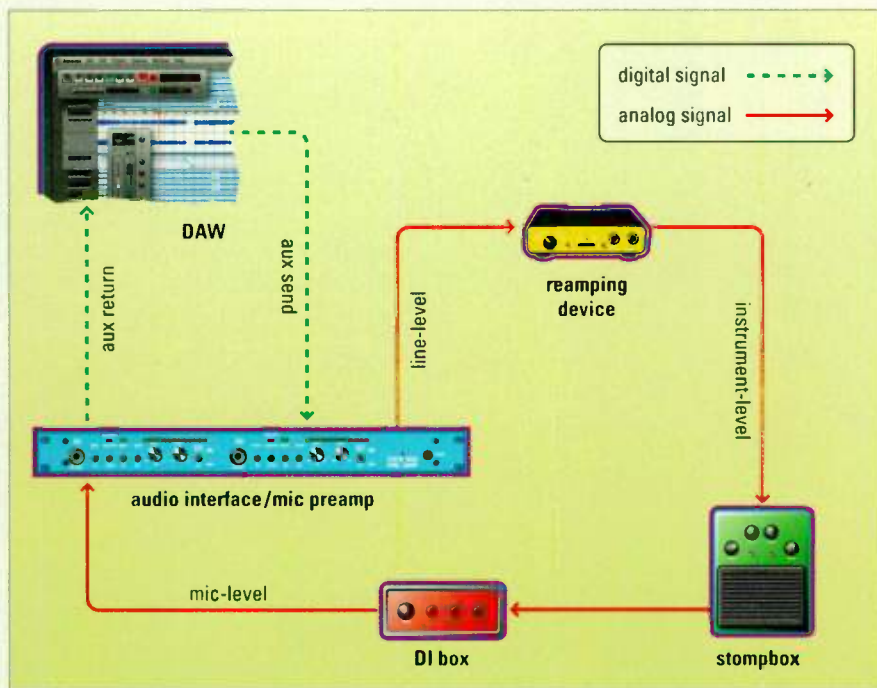 digital signal
analog signal
DAW
aux return
aux send
line-level
reamping
device
instrument-level
audio interface/mic preamp
mic-level
DI box
stompbox